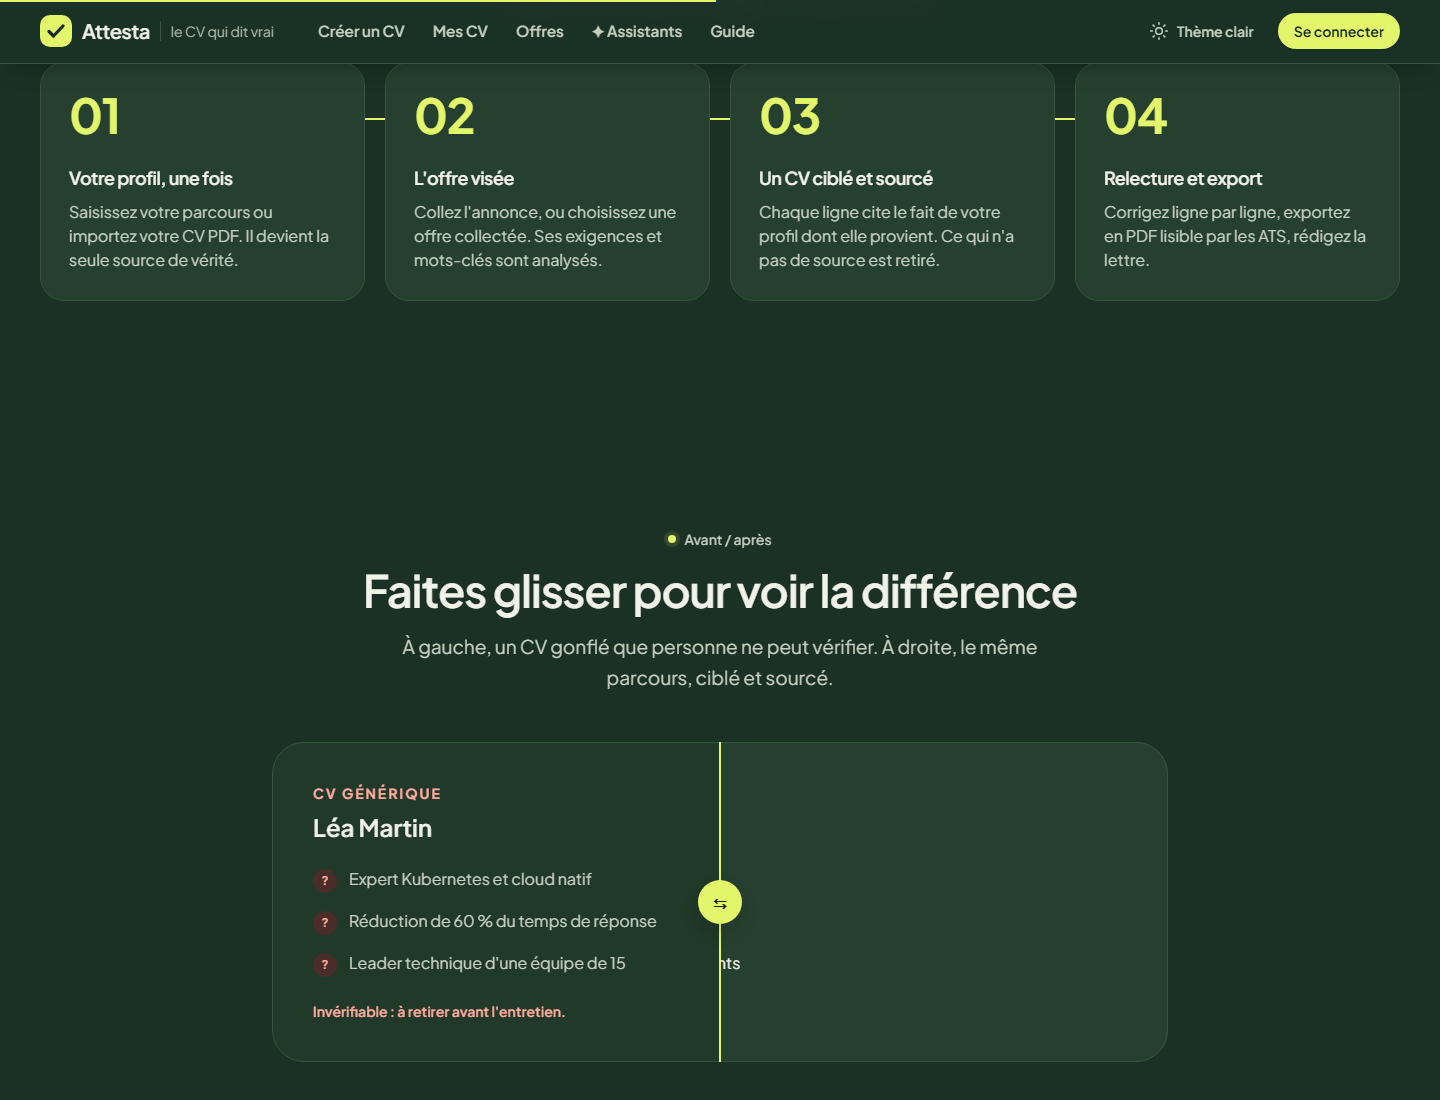 Attesta
le CV qui dit vrai
Créer un CV
Mes CV
Offres
✦ Assistants
Guide
Thème clair
Se connecter
01
Votre profil, une fois
Saisissez votre parcours ou
importez votre CV PDF. Il devient la
seule source de vérité.
02
L'offre visée
Collez l'annonce, ou choisissez une
offre collectée. Ses exigences et
mots-clés sont analysés.
03
Un CV ciblé et sourcé
Chaque ligne cite le fait de votre
profil dont elle provient. Ce qui n'a
pas de source est retiré.
04
Relecture et export
Corrigez ligne par ligne, exportez
en PDF lisible par les ATS, rédigez la
lettre.
Avant / après
Faites glisser pour voir la différence
À gauche, un CV gonflé que personne ne peut vérifier. À droite, le même
parcours, ciblé et sourcé.
CV GÉNÉRIQUE
Léa Martin
? Expert Kubernetes et cloud natif
? Réduction de 60 % du temps de réponse
? Leader technique d'une équipe de 15
nts
Invérifiable : à retirer avant l'entretien.